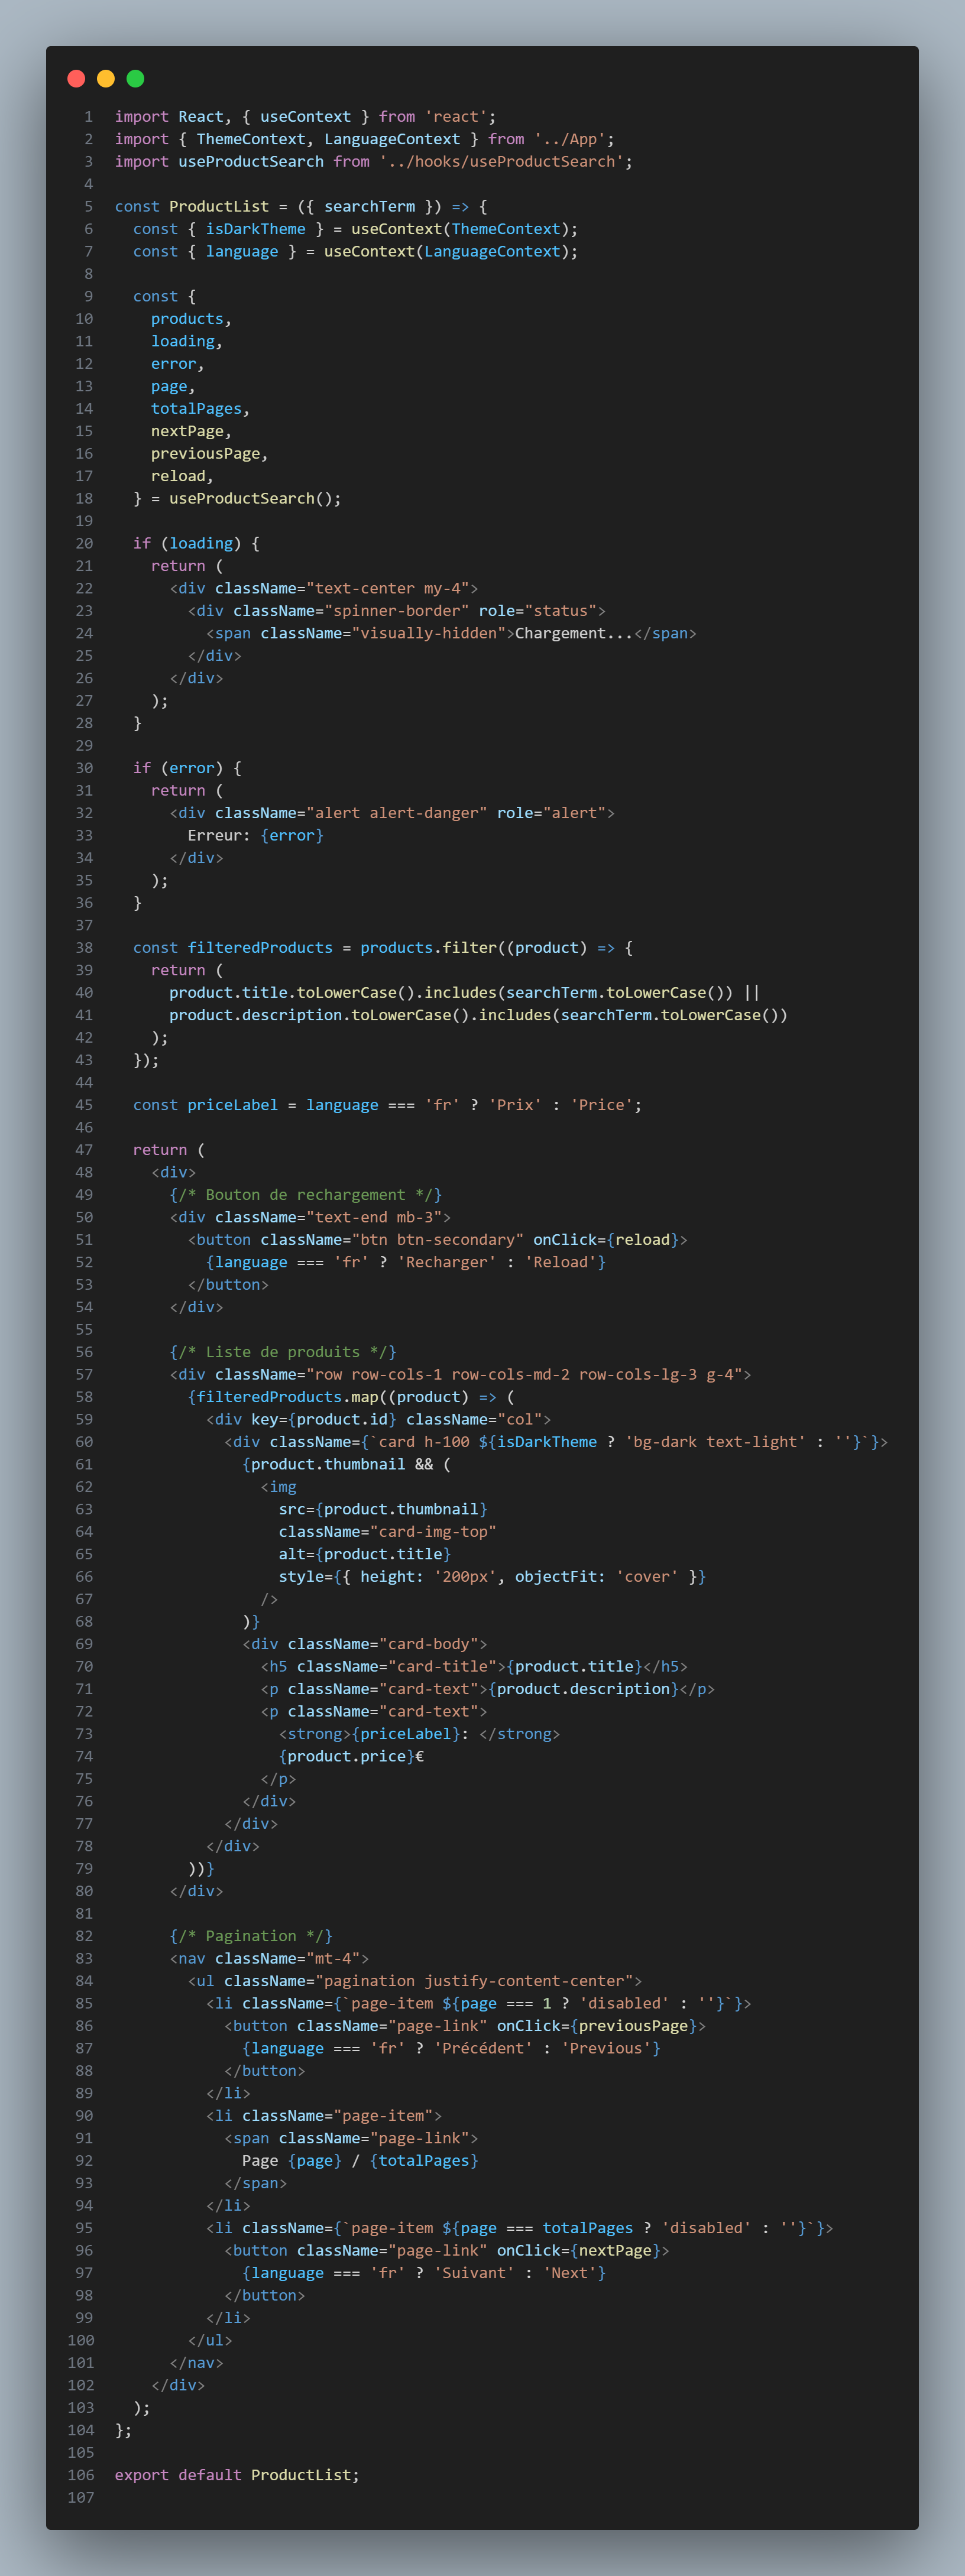 1 import React, { useContext } from 'react';
2 import { ThemeContext, LanguageContext } from '../App';
3 import useProductSearch from '../hooks/useProductSearch';
4
5 const ProductList = ({ searchTerm }) => {
6   const { isDarkTheme } = useContext(ThemeContext);
7   const { language } = useContext(LanguageContext);
8
9   const {
10     products,
11     loading,
12     error,
13     page,
14     totalPages,
15     nextPage,
16     previousPage,
17     reload,
18   } = useProductSearch();
19
20   if (loading) {
21     return (
22       <div className="text-center my-4">
23         <div className="spinner-border" role="status">
24           <span className="visually-hidden">Chargement...</span>
25         </div>
26       </div>
27     );
28   }
29
30   if (error) {
31     return (
32       <div className="alert alert-danger" role="alert">
33         Erreur: {error}
34       </div>
35     );
36   }
37
38   const filteredProducts = products.filter((product) => {
39     return (
40       product.title.toLowerCase().includes(searchTerm.toLowerCase()) ||
41       product.description.toLowerCase().includes(searchTerm.toLowerCase())
42     );
43   });
44
45   const priceLabel = language === 'fr' ? 'Prix' : 'Price';
46
47   return (
48     <div>
49       {/* Bouton de rechargement */}
50       <div className="text-end mb-3">
51         <button className="btn btn-secondary" onClick={reload}>
52           {language === 'fr' ? 'Recharger' : 'Reload'}
53         </button>
54       </div>
55
56       {/* Liste de produits */}
57       <div className="row row-cols-1 row-cols-md-2 row-cols-lg-3 g-4">
58         {filteredProducts.map((product) => (
59           <div key={product.id} className="col">
60             <div className={`card h-100 ${isDarkTheme ? 'bg-dark text-light' : ''}`}>
61               {product.thumbnail && (
62                 <img
63                   src={product.thumbnail}
64                   className="card-img-top"
65                   alt={product.title}
66                   style={{ height: '200px', objectFit: 'cover' }}
67                 />
68               )}
69               <div className="card-body">
70                 <h5 className="card-title">{product.title}</h5>
71                 <p className="card-text">{product.description}</p>
72                 <p className="card-text">
73                   <strong>{priceLabel}: </strong>
74                   {product.price}€
75                 </p>
76               </div>
77             </div>
78           </div>
79         ))}
80       </div>
81
82       {/* Pagination */}
83       <nav className="mt-4">
84         <ul className="pagination justify-content-center">
85           <li className={`page-item ${page === 1 ? 'disabled' : ''}`}>
86             <button className="page-link" onClick={previousPage}>
87               {language === 'fr' ? 'Précédent' : 'Previous'}
88             </button>
89           </li>
90           <li className="page-item">
91             <span className="page-link">
92               Page {page} / {totalPages}
93             </span>
94           </li>
95           <li className={`page-item ${page === totalPages ? 'disabled' : ''}`}>
96             <button className="page-link" onClick={nextPage}>
97               {language === 'fr' ? 'Suivant' : 'Next'}
98             </button>
99           </li>
100         </ul>
101       </nav>
102     </div>
103   );
104 };
105
106 export default ProductList;
107